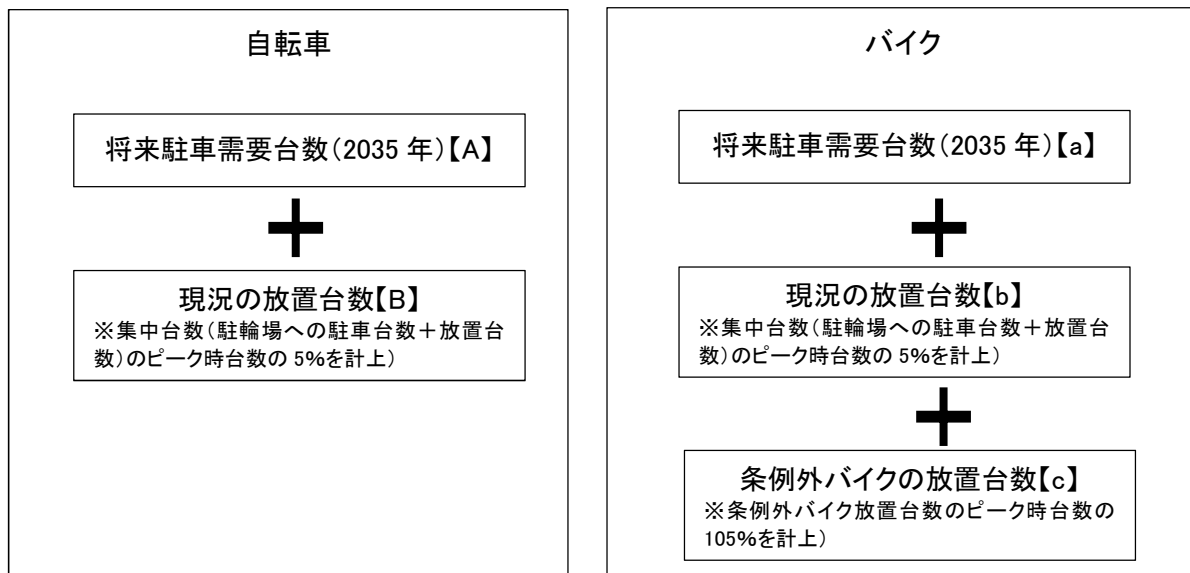 自転車
将来駐車需要台数(2035 年)【A】
現況の放置台数【B】
※集中台数(駐輪場への駐車台数＋放置台
数)のピーク時台数の 5%を計上)
バイク
将来駐車需要台数(2035 年)【a】
現況の放置台数【b】
※集中台数(駐輪場への駐車台数＋放置台
数)のピーク時台数の 5%を計上)
条例外バイクの放置台数【c】
※条例外バイク放置台数のピーク時台数の
105%を計上)